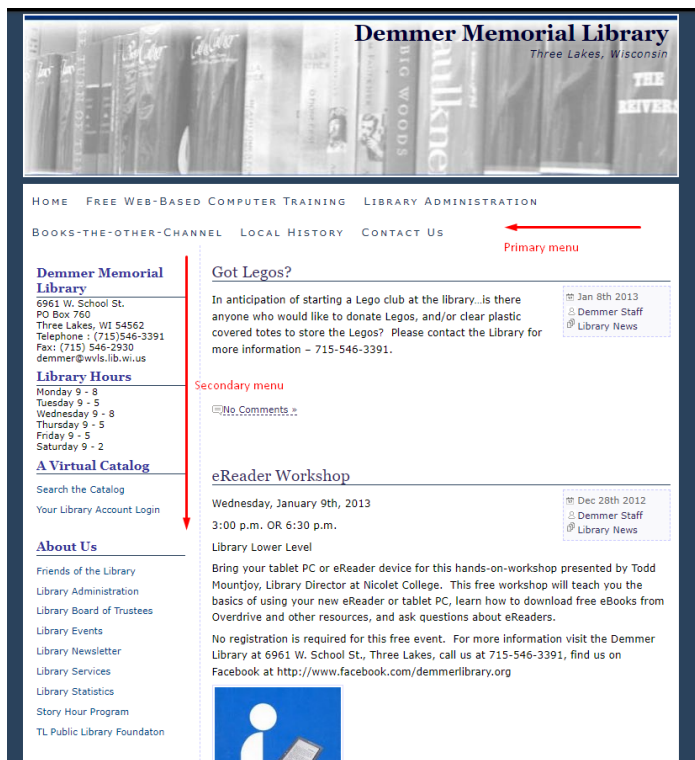 Demmer Memorial Library
Three Lakes, Wisconsin
BIG WOODS
aulkne
THE
REIVERS
HOME FREE WEB-BASED COMPUTER TRAINING LIBRARY ADMINISTRATION
BOOKS-THE-OTHER-CHANNEL LOCAL HISTORY CONTACT US
Primary menu
Demmer Memorial
Library
6961 W. School St.
PO Box 760
Three Lakes, WI 54562
Telephone : (715)546-3391
Fax: (715) 546-2930
demmer@wvls.lib.wi.us
Library Hours
Monday 9 - 8
Tuesday 9 - 5
Wednesday 9 - 8
Thursday 9 - 5
Friday 9 - 5
Saturday 9 - 2
A Virtual Catalog
Search the Catalog
Your Library Account Login
About Us
Friends of the Library
Library Administration
Library Board of Trustees
Library Events
Library Newsletter
Library Services
Library Statistics
Story Hour Program
TL Public Library Foundaton
Secondary menu
Got Legos?
Jan 8th 2013
Demmer Staff
Library News
In anticipation of starting a Lego club at the library…is there
anyone who would like to donate Legos, and/or clear plastic
covered totes to store the Legos? Please contact the Library for
more information – 715-546-3391.
No Comments »
eReader Workshop
Dec 28th 2012
Demmer Staff
Library News
Wednesday, January 9th, 2013
3:00 p.m. OR 6:30 p.m.
Library Lower Level
Bring your tablet PC or eReader device for this hands-on-workshop presented by Todd
Mountjoy, Library Director at Nicolet College. This free workshop will teach you the
basics of using your new eReader or tablet PC, learn how to download free eBooks from
Overdrive and other resources, and ask questions about eReaders.
No registration is required for this free event. For more information visit the Demmer
Library at 6961 W. School St., Three Lakes, call us at 715-546-3391, find us on
Facebook at http://www.facebook.com/demmerlibrary.org